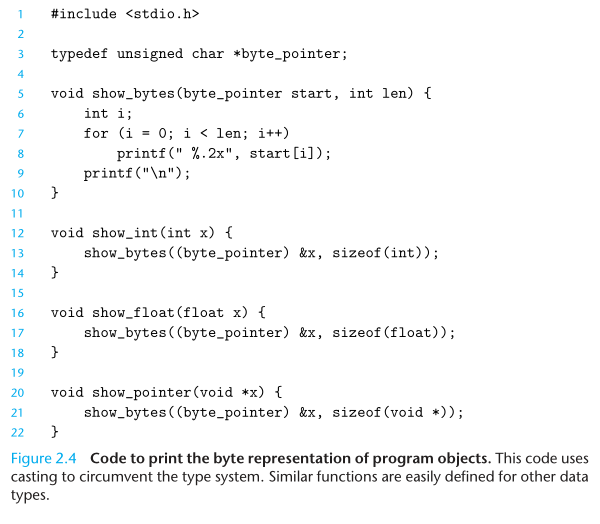 1 #include <stdio.h>
2
3 typedef unsigned char *byte_pointer;
4
5 void show_bytes(byte_pointer start, int len) {
6     int i;
7     for (i = 0; i < len; i++)
8         printf(" %.2x", start[i]);
9     printf("\n");
10 }
11
12 void show_int(int x) {
13     show_bytes((byte_pointer) &x, sizeof(int));
14 }
15
16 void show_float(float x) {
17     show_bytes((byte_pointer) &x, sizeof(float));
18 }
19
20 void show_pointer(void *x) {
21     show_bytes((byte_pointer) &x, sizeof(void *));
22 }
Figure 2.4 Code to print the byte representation of program objects. This code uses
casting to circumvent the type system. Similar functions are easily defined for other data
types.